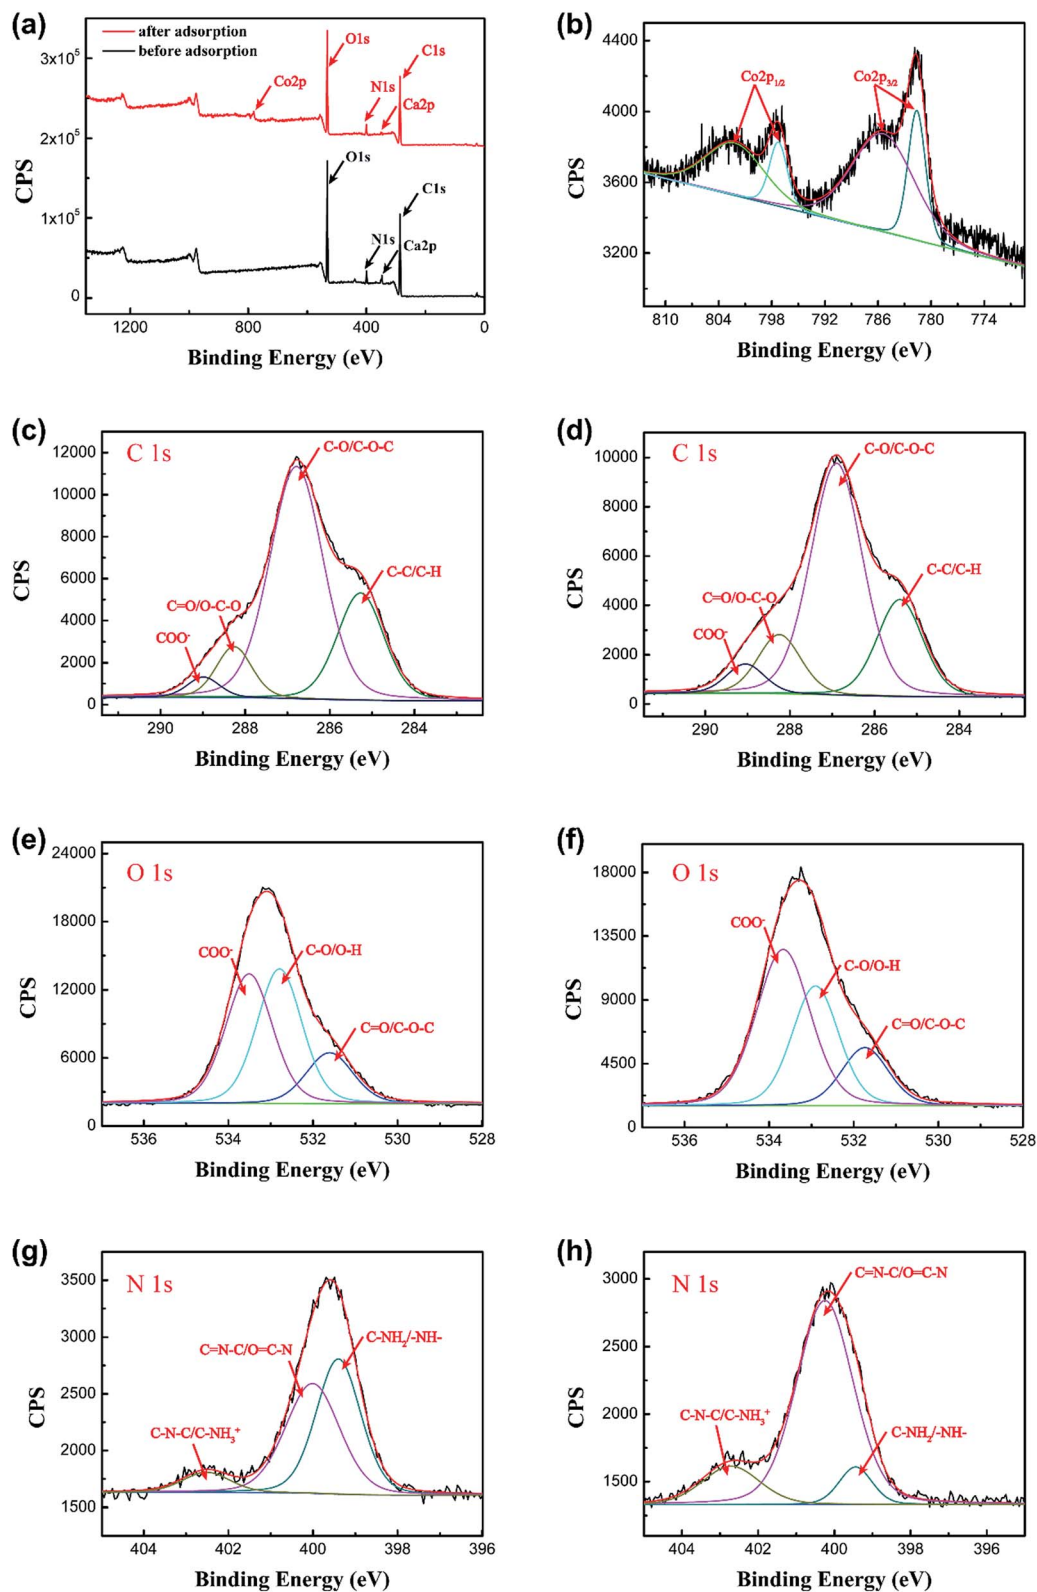 (a)
after adsorption
before adsorption
O1s
C1s
Co2p
N1s
Ca2p
O1s
C1s
N1s
Ca2p
3x10⁵
2x10⁵
1x10⁵
0
CPS
1200 800 400 0
Binding Energy (eV)
(b)
Co2p1/2
Co2p3/2
4400
4000
3600
3200
CPS
810 804 798 792 786 780 774
Binding Energy (eV)
(c)
C 1s
C-O/C-O-C
C-C/C-H
C=O/O-C-O
COO⁻
12000
10000
8000
6000
4000
2000
0
CPS
290 288 286 284
Binding Energy (eV)
(d)
C 1s
C-O/C-O-C
C-C/C-H
C=O/O-C-O
COO⁻
10000
8000
6000
4000
2000
0
CPS
290 288 286 284
Binding Energy (eV)
(e)
O 1s
COO⁻
C-O/O-H
C=O/C-O-C
24000
18000
12000
6000
0
CPS
536 534 532 530 528
Binding Energy (eV)
(f)
O 1s
COO⁻
C-O/O-H
C=O/C-O-C
18000
13500
9000
4500
0
CPS
536 534 532 530 528
Binding Energy (eV)
(g)
N 1s
C=N-C/O=C-N
C-NH₂/-NH-
C-N-C/C-NH₃⁺
3500
3000
2500
2000
1500
CPS
404 402 400 398 396
Binding Energy (eV)
(h)
N 1s
C=N-C/O=C-N
C-N-C/C-NH₃⁺
C-NH₂/-NH-
3000
2500
2000
1500
CPS
404 402 400 398 396
Binding Energy (eV)